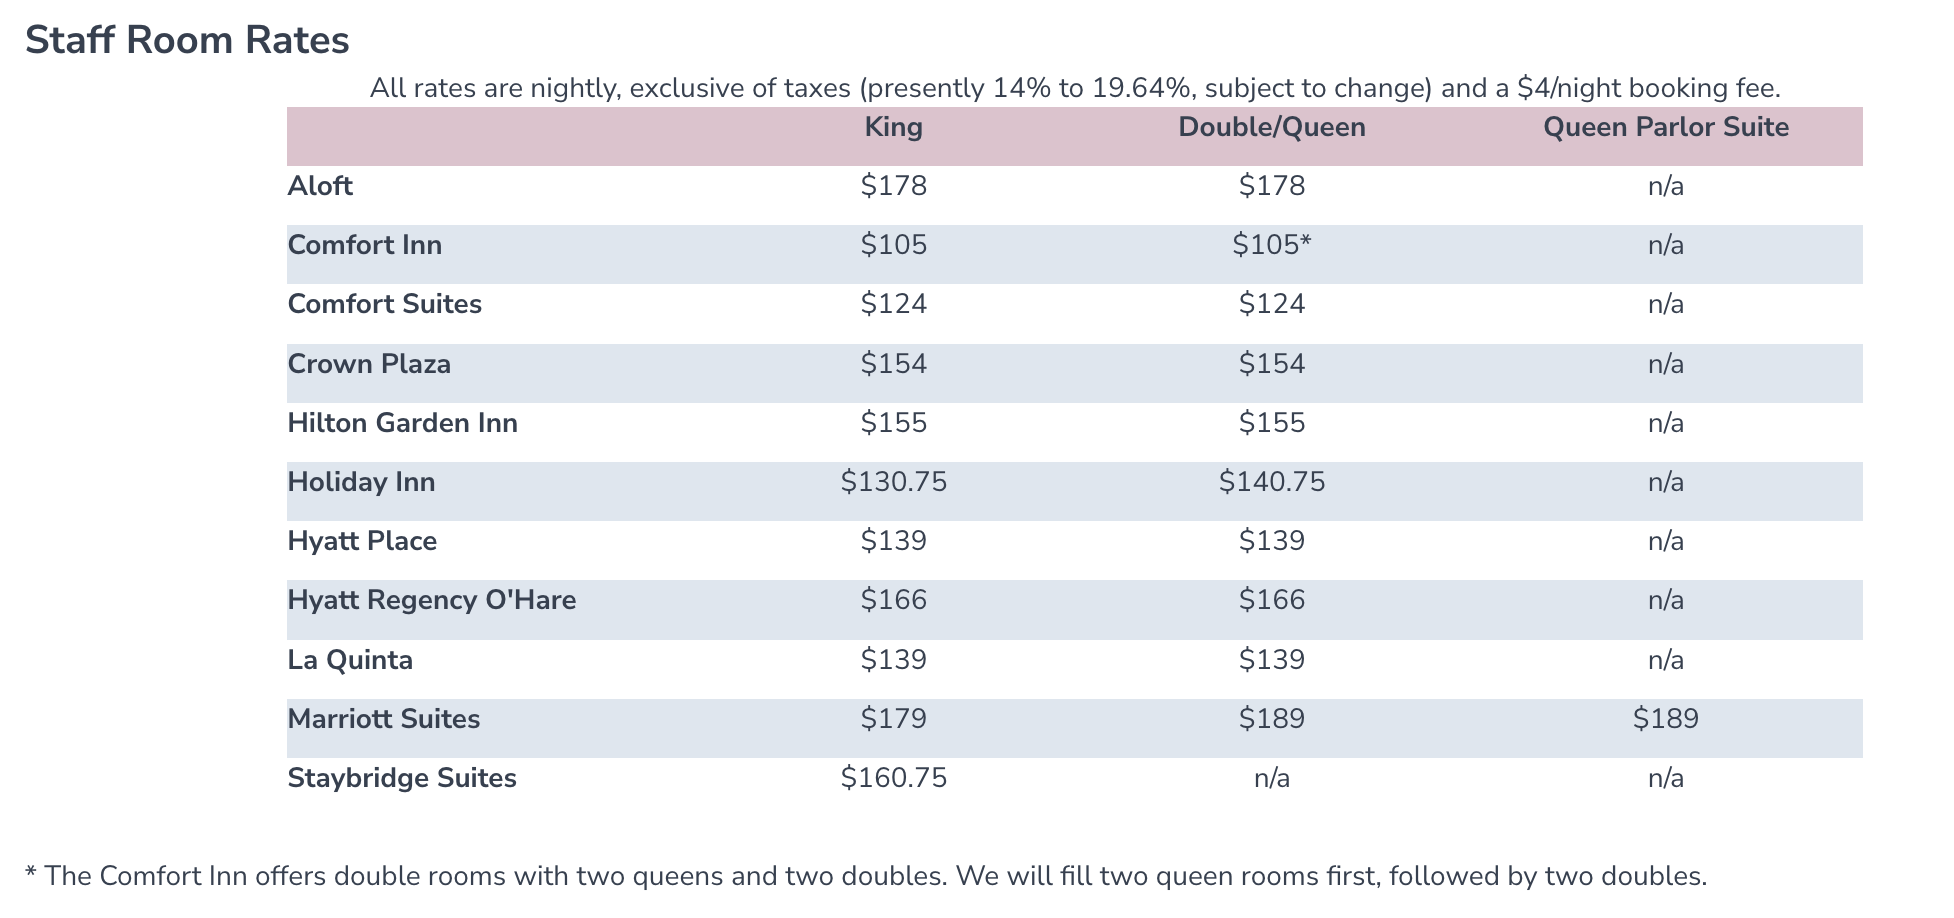 Staff Room Rates
All rates are nightly, exclusive of taxes (presently 14% to 19.64%, subject to change) and a $4/night booking fee.
King Double/Queen Queen Parlor Suite
Aloft $178 $178 n/a
Comfort Inn $105 $105* n/a
Comfort Suites $124 $124 n/a
Crown Plaza $154 $154 n/a
Hilton Garden Inn $155 $155 n/a
Holiday Inn $130.75 $140.75 n/a
Hyatt Place $139 $139 n/a
Hyatt Regency O'Hare $166 $166 n/a
La Quinta $139 $139 n/a
Marriott Suites $179 $189 $189
Staybridge Suites $160.75 n/a n/a
* The Comfort Inn offers double rooms with two queens and two doubles. We will fill two queen rooms first, followed by two doubles.